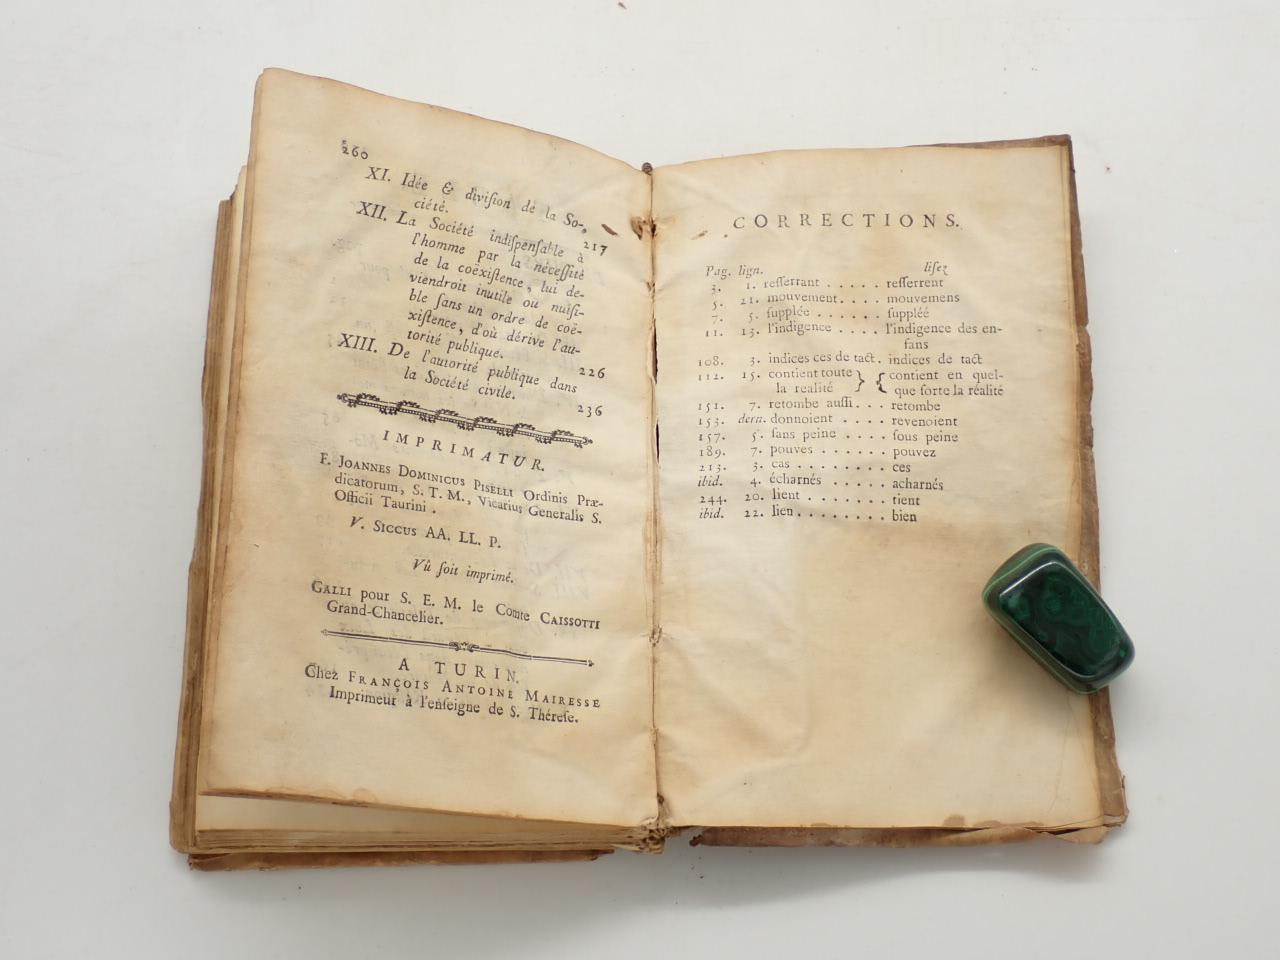 260
XI. Idée & diviſion de la So-
ciété. 217
XII. La Société indiſpenſable à
l'homme par la néceſſité
de la coëxiſtence, lui de-
viendroit inutile ou nuiſi-
ble ſans un ordre de coë-
xiſtence, d'où dérive l'au-
torité publique. 226
XIII. De l'autorité publique dans
la Société civile. 236
IMPRIMATUR.
F. JOANNES DOMINICUS PISELLI Ordinis Præ-
dicatorum, S. T. M., Vicarius Generalis S.
Officii Taurini.
V. SICCUS AA. LL. P.
Vû ſoit imprimé.
GALLI pour S. E. M. le Comte CAISSOTTI
Grand-Chancelier.
A TURIN.
Chez FRANÇOIS ANTOINE MAIRESSE
Imprimeur à l'enſeigne de S. Théreſe.
CORRECTIONS.
Pag. lign. liſez
3. 1. reſſerrant . . . . . reſſerrent
5. 21. mouvement . . . . . mouvemens
7. 5. ſupplée . . . . . . ſuppléé
11. 13. l'indigence . . . . l'indigence des en-
fans
108. 3. indices ces de tact. indices de tact
112. 15. contient toute } { contient en quel-
la realité que ſorte la réalité
151. 7. retombe auſſi . . . retombe
153. dern. donnoient . . . . revenoient
157. 5. ſans peine . . . . ſous peine
189. 7. pouves . . . . . . pouvez
213. 3. cas . . . . . . . ces
ibid. 4. écharnés . . . . . acharnés
244. 20. lient . . . . . . . tient
ibid. 22. lien . . . . . . . . bien